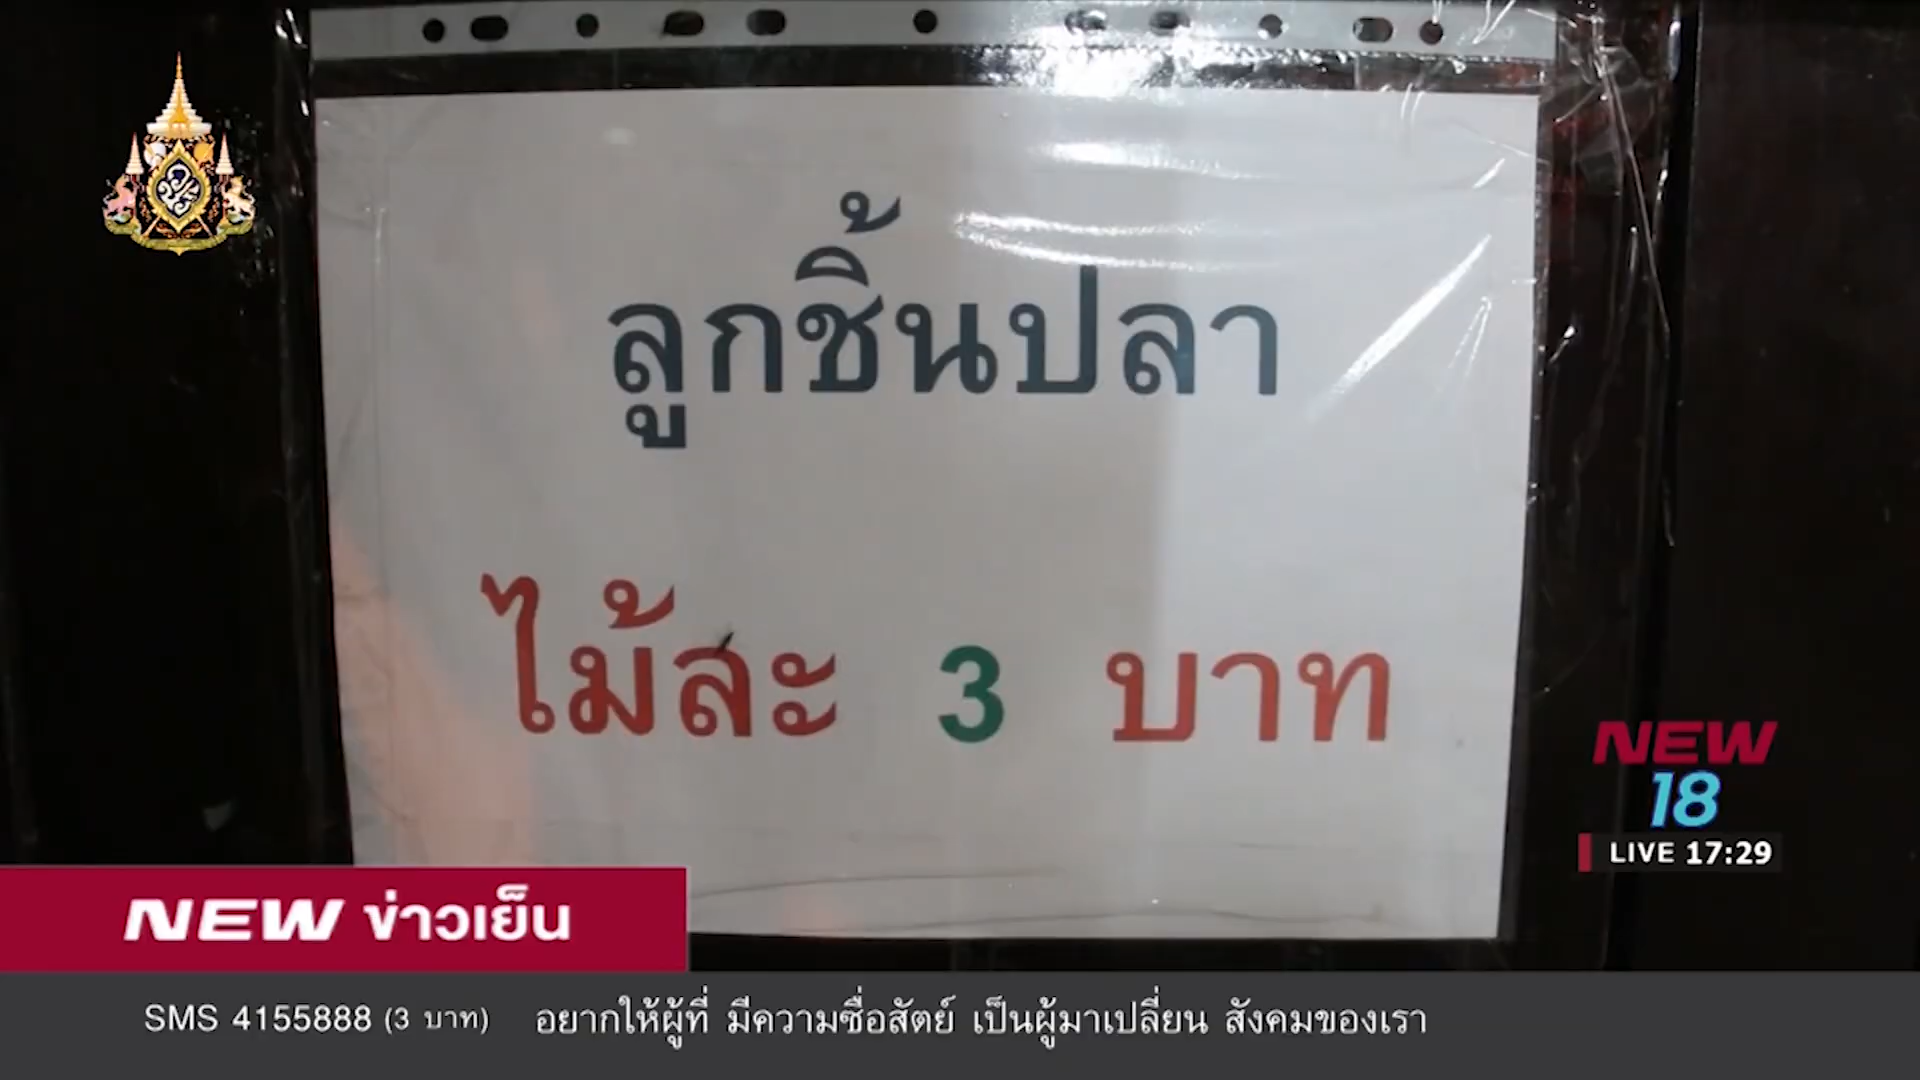 ลูกชิ้นปลา
ไม้ละ 3 บาท
NEW
18
LIVE 17:29
NEW ข่าวเย็น
SMS 4155888 (3 บาท) อยากให้ผู้ที่ มีความซื่อสัตย์ เป็นผู้มาเปลี่ยน สังคมของเรา